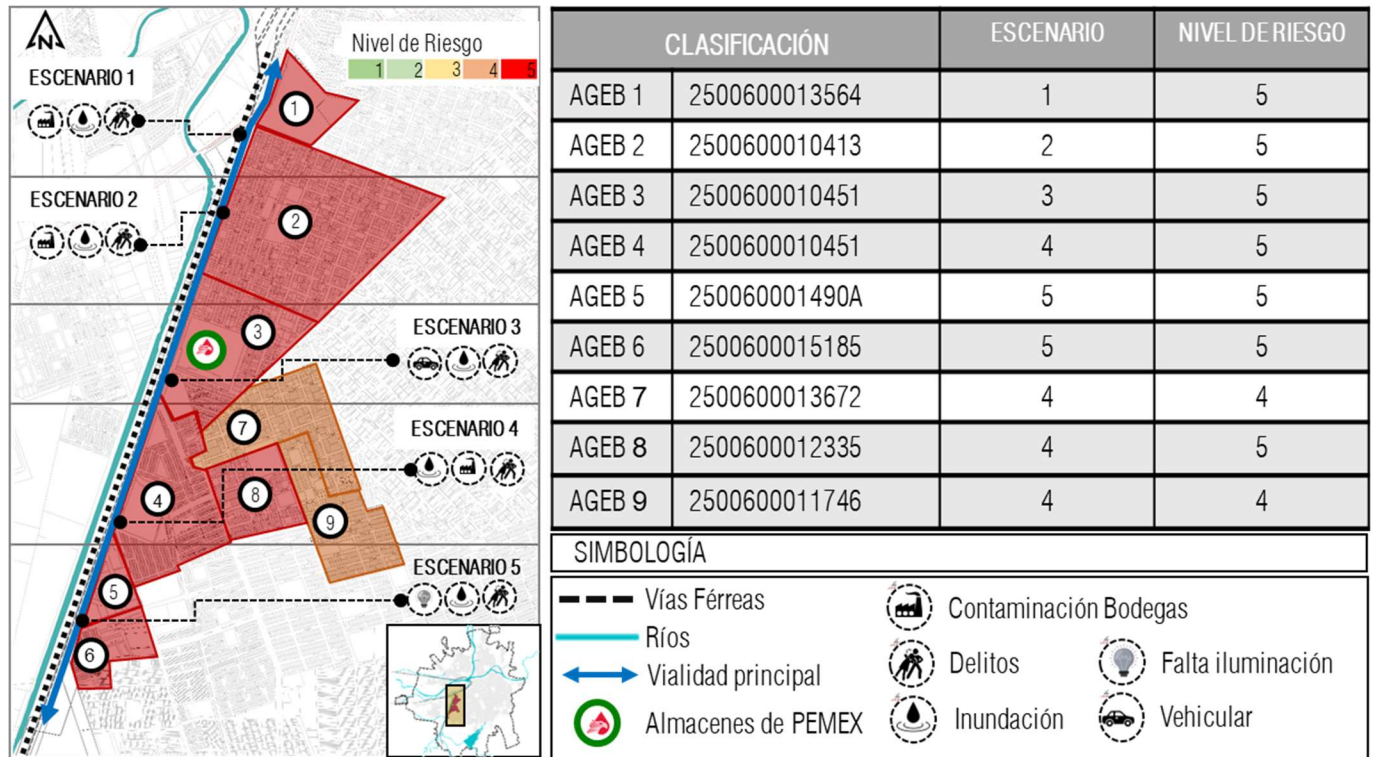 N
Nivel de Riesgo
1 2 3 4 5
ESCENARIO 1
1
ESCENARIO 2
2
ESCENARIO 3
3
ESCENARIO 4
7
4
8
9
ESCENARIO 5
5
6
CLASIFICACIÓN ESCENARIO NIVEL DE RIESGO
AGEB 1 2500600013564 1 5
AGEB 2 2500600010413 2 5
AGEB 3 2500600010451 3 5
AGEB 4 2500600010451 4 5
AGEB 5 250060001490A 5 5
AGEB 6 2500600015185 5 5
AGEB 7 2500600013672 4 4
AGEB 8 2500600012335 4 5
AGEB 9 2500600011746 4 4
SIMBOLOGÍA
Vías Férreas
Ríos
Vialidad principal
Almacenes de PEMEX
Contaminación Bodegas
Delitos
Falta iluminación
Inundación
Vehicular